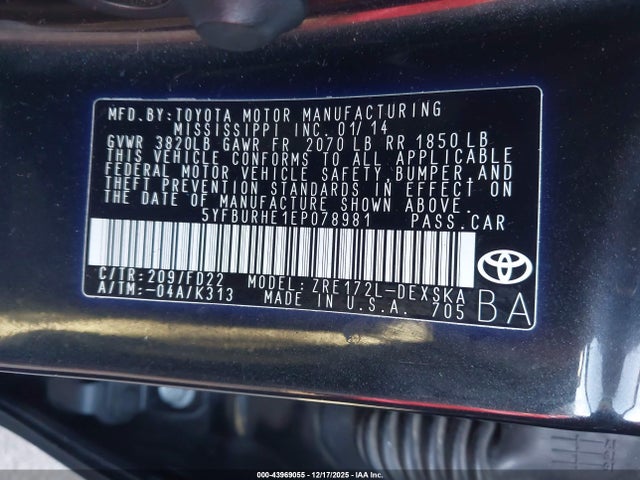 MFD.BY:TOYOTA MOTOR MANUFACTURING
MISSISSIPPI INC. 01/14
GVWR 3820LB GAWR FR 2070 LB RR 1850 LB
THIS VEHICLE CONFORMS TO ALL APPLICABLE
FEDERAL MOTOR VEHICLE SAFETY,BUMPER,AND
THEFT PREVENTION STANDARDS IN EFFECT ON
THE DATE OF MANUFACTURE SHOWN ABOVE.
5YFBURHE1EP078981 PASS.CAR
C/TR:209/FD22 MODEL:ZRE172L-DEXSKA
A/TM:-04A/K313 MADE IN U.S.A. 705
BA
000-43969055 - 12/17/2025 - IAA Inc.